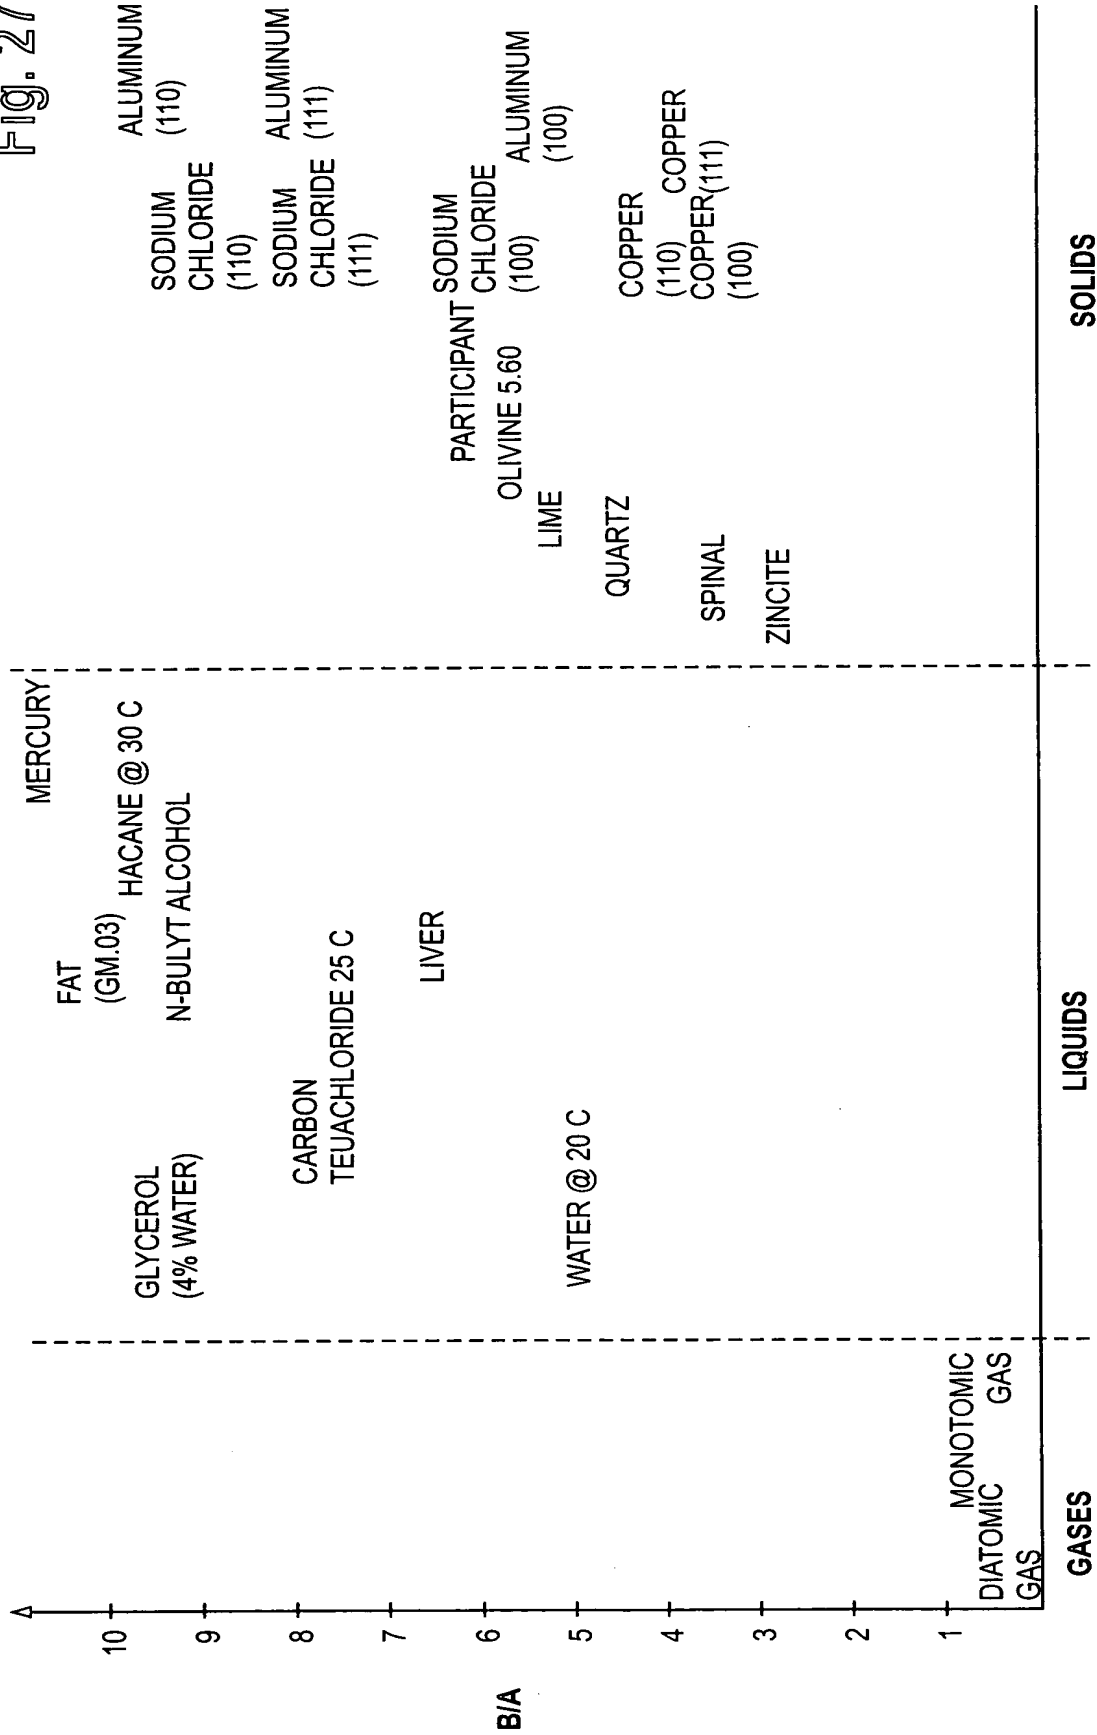 Fig. 27
B/A
10
9
8
7
6
5
4
3
2
1
DIATOMIC
GAS
MONOTOMIC
GAS
GASES
GLYCEROL
(4% WATER)
CARBON
TEUACHLORIDE 25 C
WATER @ 20 C
FAT
(GM.03)
N-BULYT ALCOHOL
HACANE @ 30 C
MERCURY
LIVER
LIQUIDS
ZINCITE
SPINAL
QUARTZ
LIME
OLIVINE 5.60
PARTICIPANT
SODIUM
CHLORIDE
(110)
SODIUM
CHLORIDE
(111)
SODIUM
CHLORIDE
(100)
COPPER
(110)
COPPER
(100)
COPPER
(111)
ALUMINUM
(110)
ALUMINUM
(111)
ALUMINUM
(100)
SOLIDS